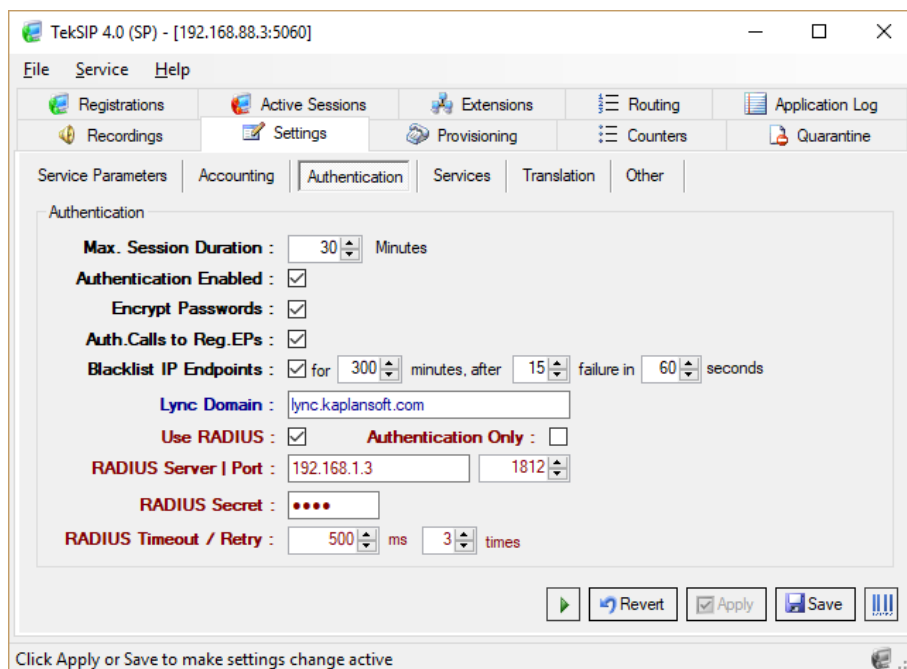 TekSIP 4.0 (SP) - [192.168.88.3:5060]
File Service Help
Registrations Active Sessions Extensions Routing Application Log
Recordings Settings Provisioning Counters Quarantine
Service Parameters Accounting Authentication Services Translation Other
Authentication
Max. Session Duration : 30 Minutes
Authentication Enabled :
Encrypt Passwords :
Auth.Calls to Reg.EPs :
Blacklist IP Endpoints : for 300 minutes, after 15 failure in 60 seconds
Lync Domain : lync.kaplansoft.com
Use RADIUS : Authentication Only :
RADIUS Server | Port : 192.168.1.3 1812
RADIUS Secret : ●●●●
RADIUS Timeout / Retry : 500 ms 3 times
Revert Apply Save
Click Apply or Save to make settings change active